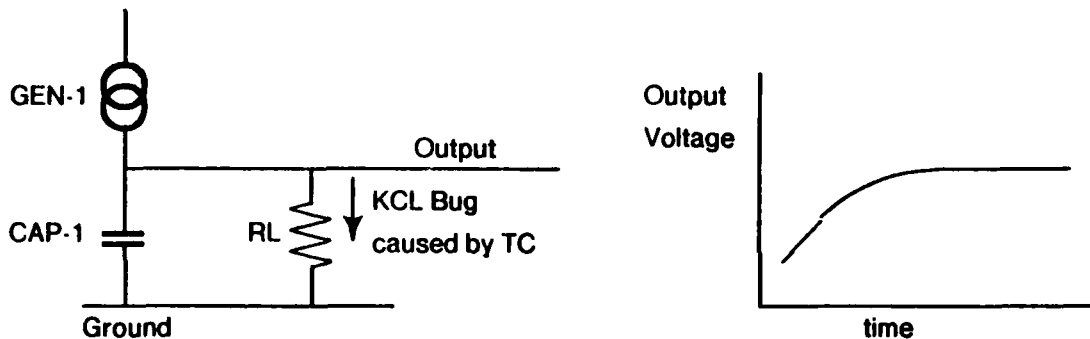 GEN-1
Output
KCL Bug
CAP-1
RL
caused by TC
Ground
Output
Voltage
time